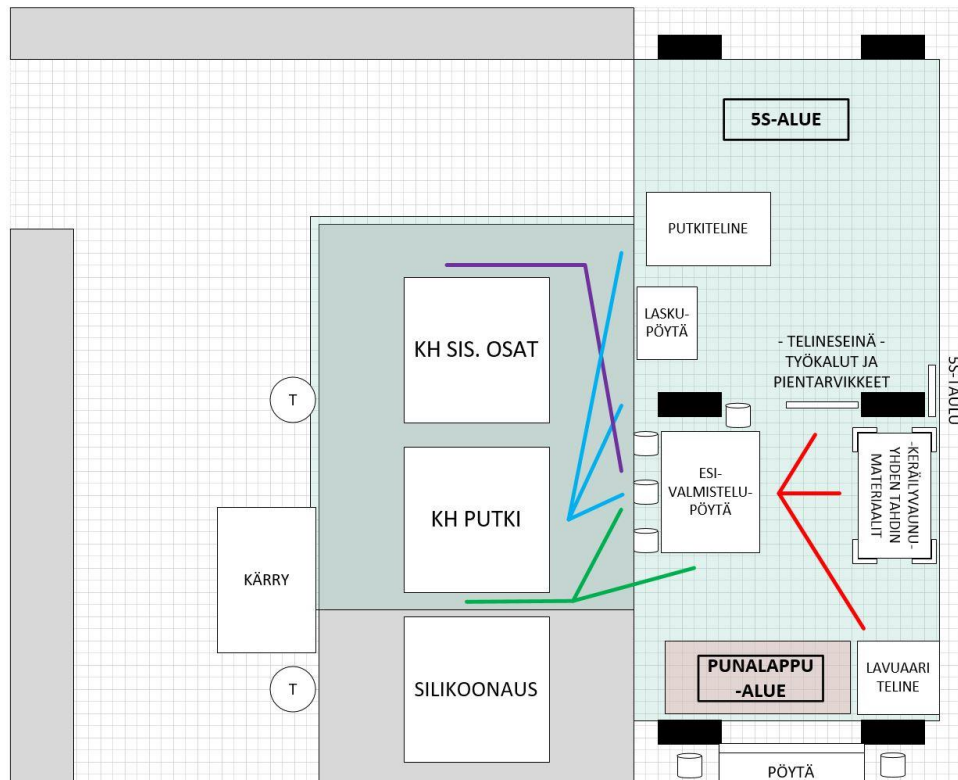 5S-ALUE
PUTKITELINE
LASKU-
PÖYTÄ
- TELINESEINÄ -
TYÖKALUT JA
PIENTARVIKKEET
5S-TAULU
KH SIS. OSAT
T
ESI-
VALMISTELU-
PÖYTÄ
-KERÄILYVAUNU-
YHDEN TAHDIN
MATERIAALIT
KH PUTKI
KÄRRY
SILIKOONAUS
T
PUNALAPPU
-ALUE
LAVUAARI
TELINE
PÖYTÄ